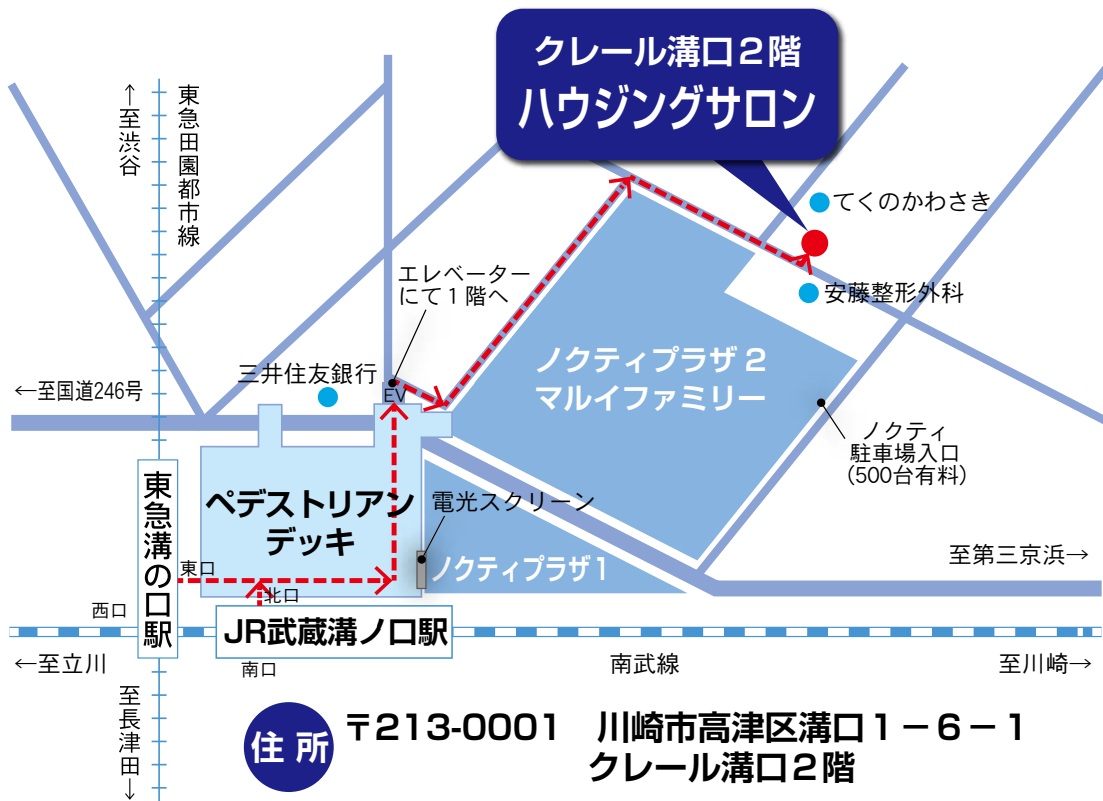 クレール溝口２階
ハウジングサロン
←至渋谷
東急田園都市線
てくのかわさき
安藤整形外科
エレベーター
にて１階へ
三井住友銀行
EV
←至国道246号
ノクティプラザ２
マルイファミリー
ノクティ
駐車場入口
(500台有料)
ペデストリアン
デッキ
電光スクリーン
ノクティプラザ１
至第三京浜→
東急溝の口駅
東口
北口
西口
JR武蔵溝ノ口駅
南口
←至立川
南武線
至川崎→
至長津田→
住所
〒213-0001　川崎市高津区溝口１－６－１
クレール溝口２階